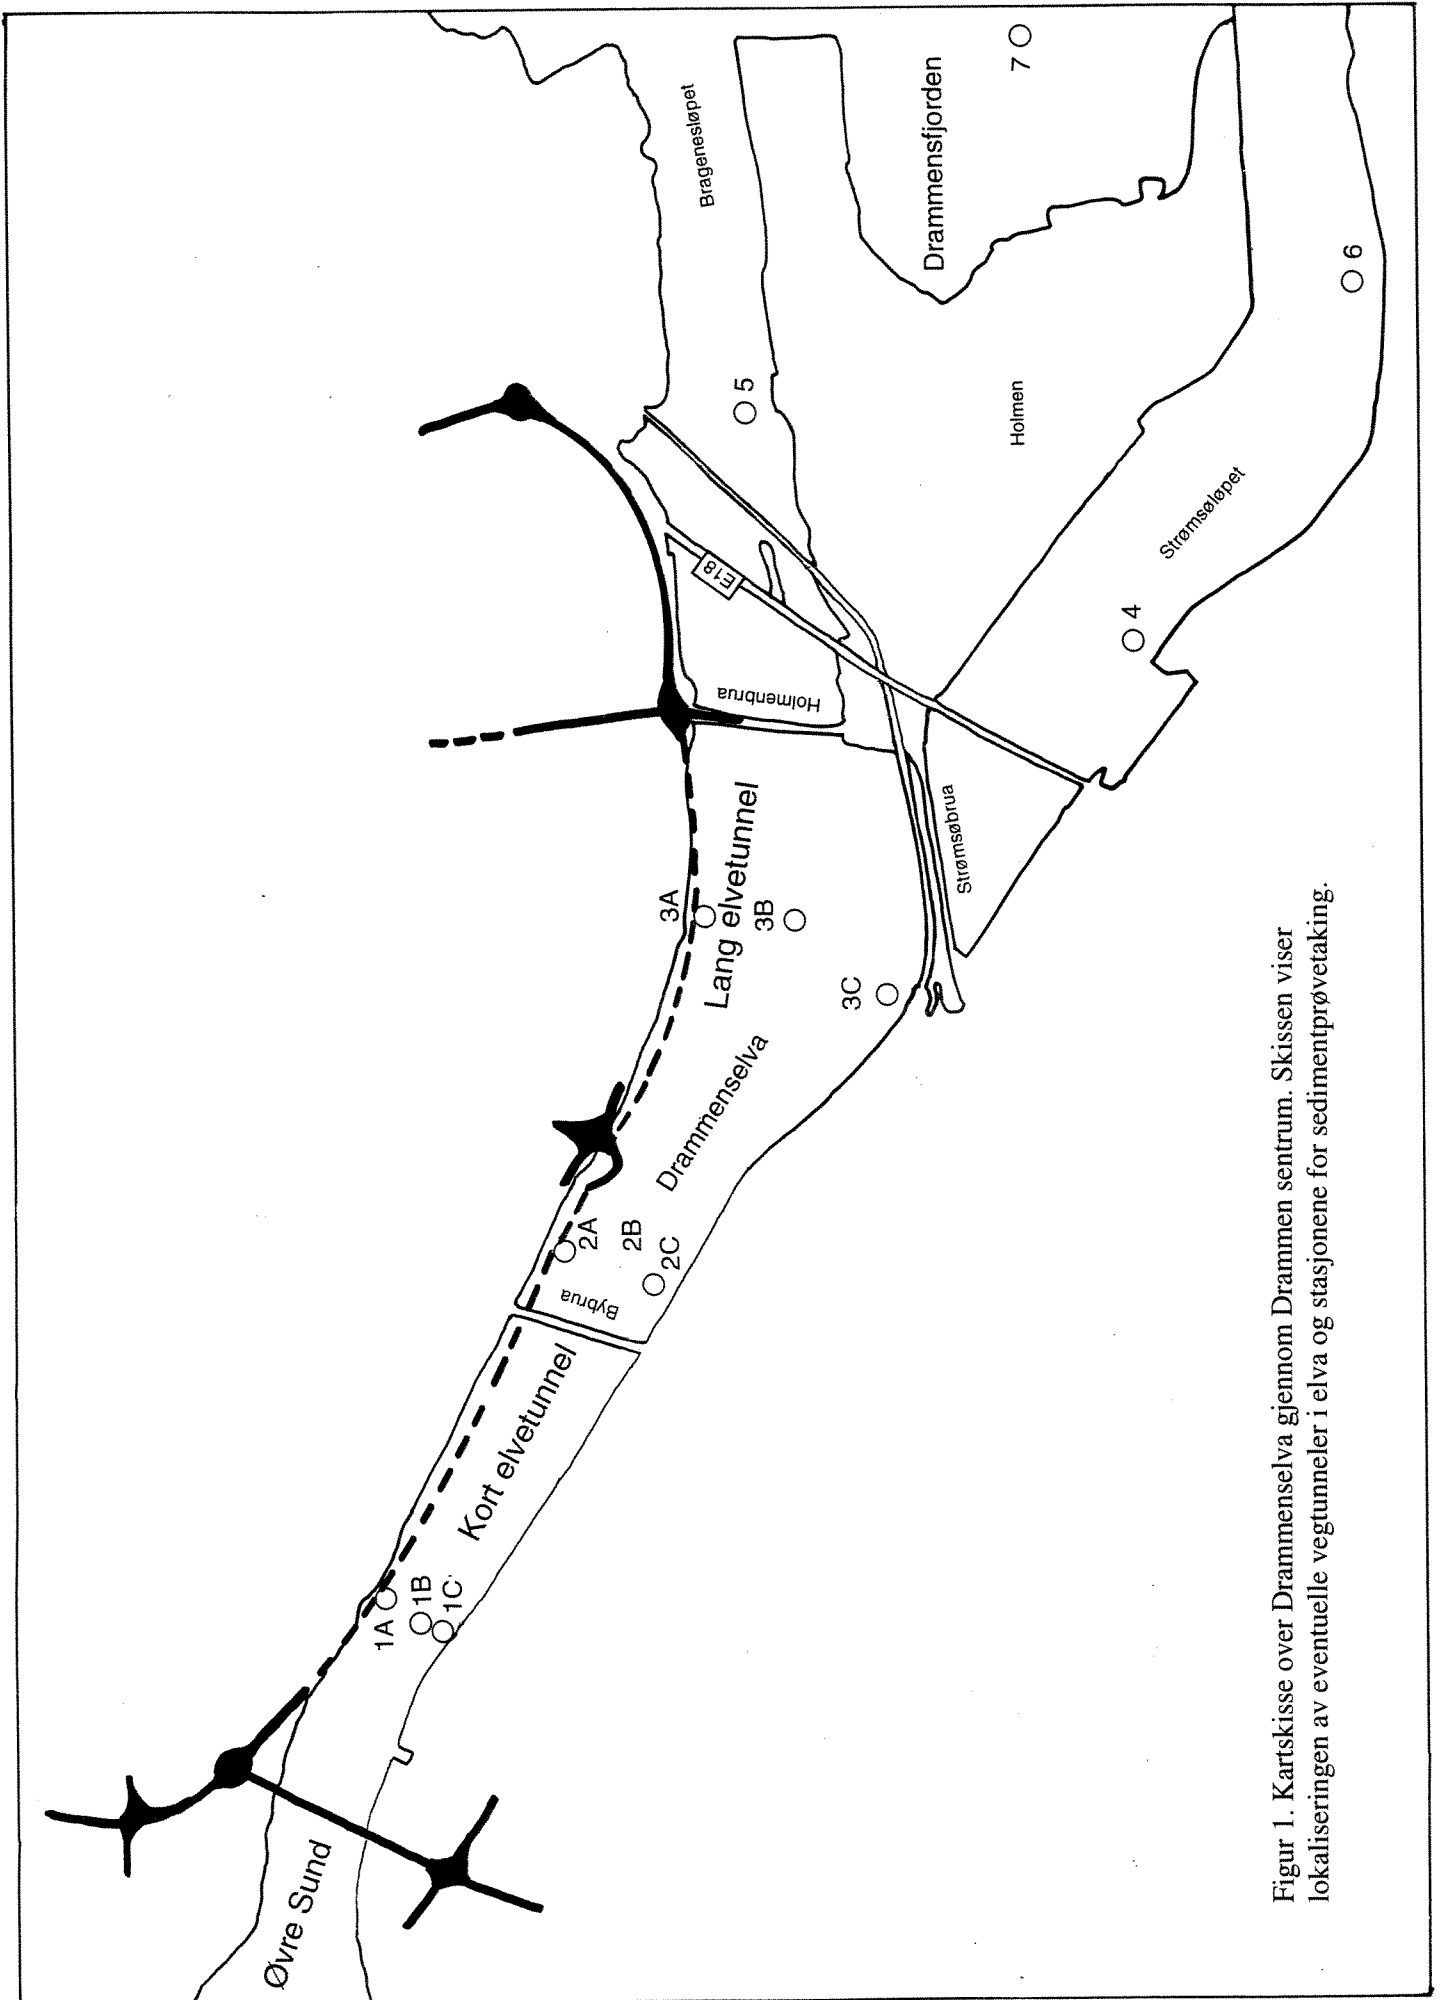 Øvre Sund
1A
1B
1C
Kort elvetunnel
Bybrua
2A
2B
2C
Drammenselva
Lang elvetunnel
3A
3B
3C
Holmenbrua
Strømsøbrua
E18
4
Strømsøløpet
5
Holmen
6
Bragenesløpet
Drammensfjorden
7
Figur 1. Kartskisse over Drammenselva gjennom Drammen sentrum. Skissen viser
lokaliseringen av eventuelle vegtunneler i elva og stasjonene for sedimentprøvetaking.